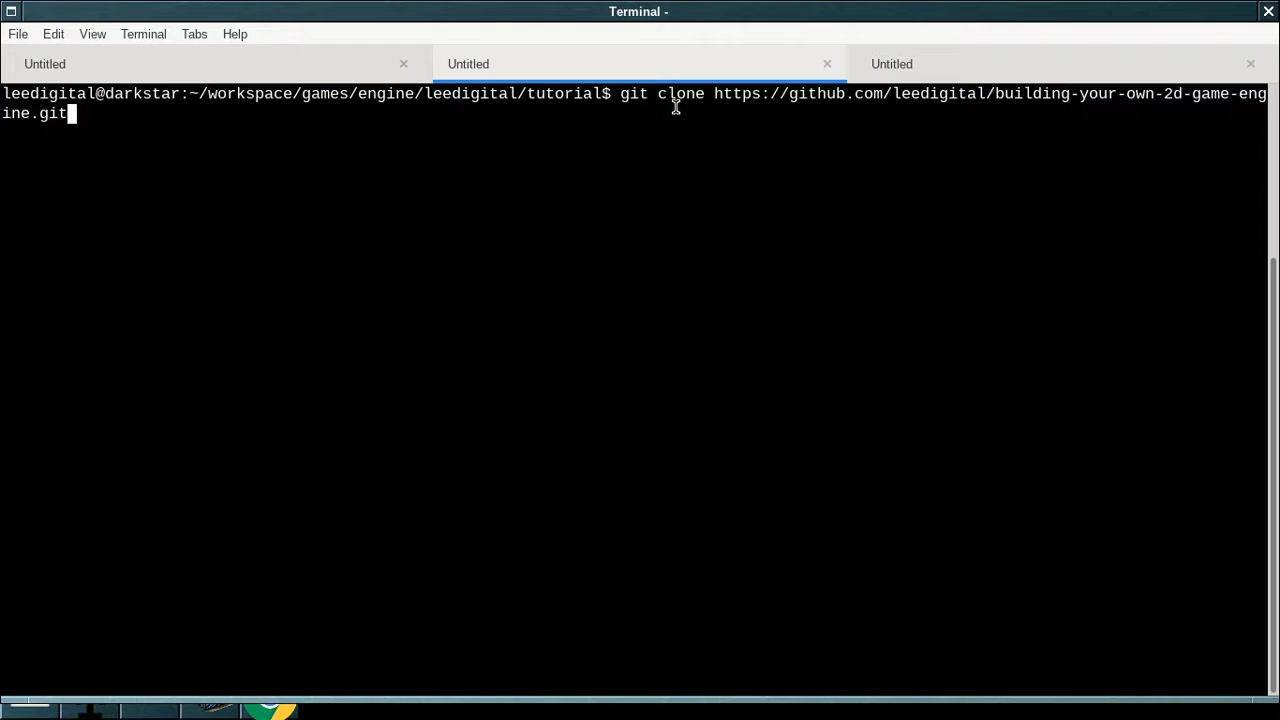 Terminal -
File Edit View Terminal Tabs Help
Untitled × Untitled × Untitled ×
leedigital@darkstar:~/workspace/games/engine/leedigital/tutorial$ git clone https://github.com/leedigital/building-your-own-2d-game-eng
ine.git